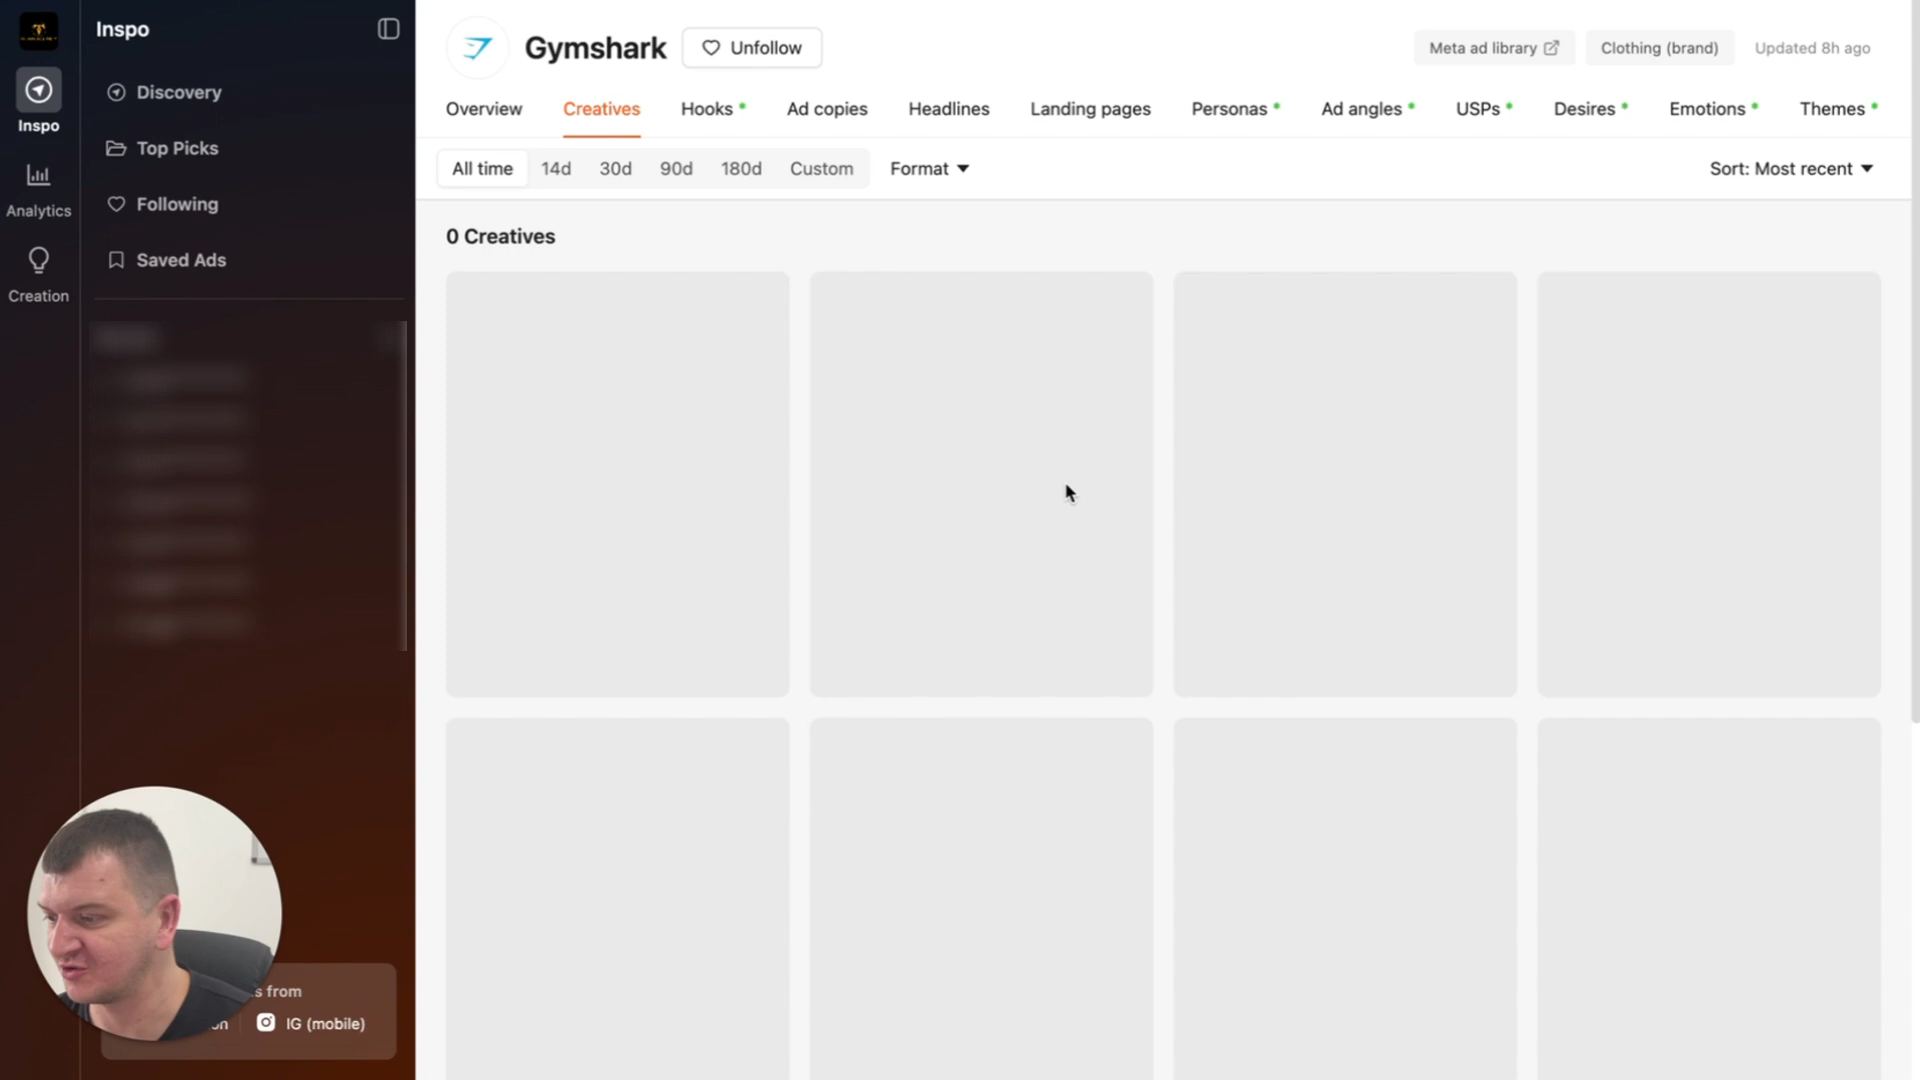 Inspo
Inspo
Analytics
Creation
Discovery
Top Picks
Following
Saved Ads
s from
on
IG (mobile)
Gymshark
Unfollow
Meta ad library
Clothing (brand)
Updated 8h ago
Overview
Creatives
Hooks
Ad copies
Headlines
Landing pages
Personas
Ad angles
USPs
Desires
Emotions
Themes
All time
14d
30d
90d
180d
Custom
Format
Sort: Most recent
0 Creatives